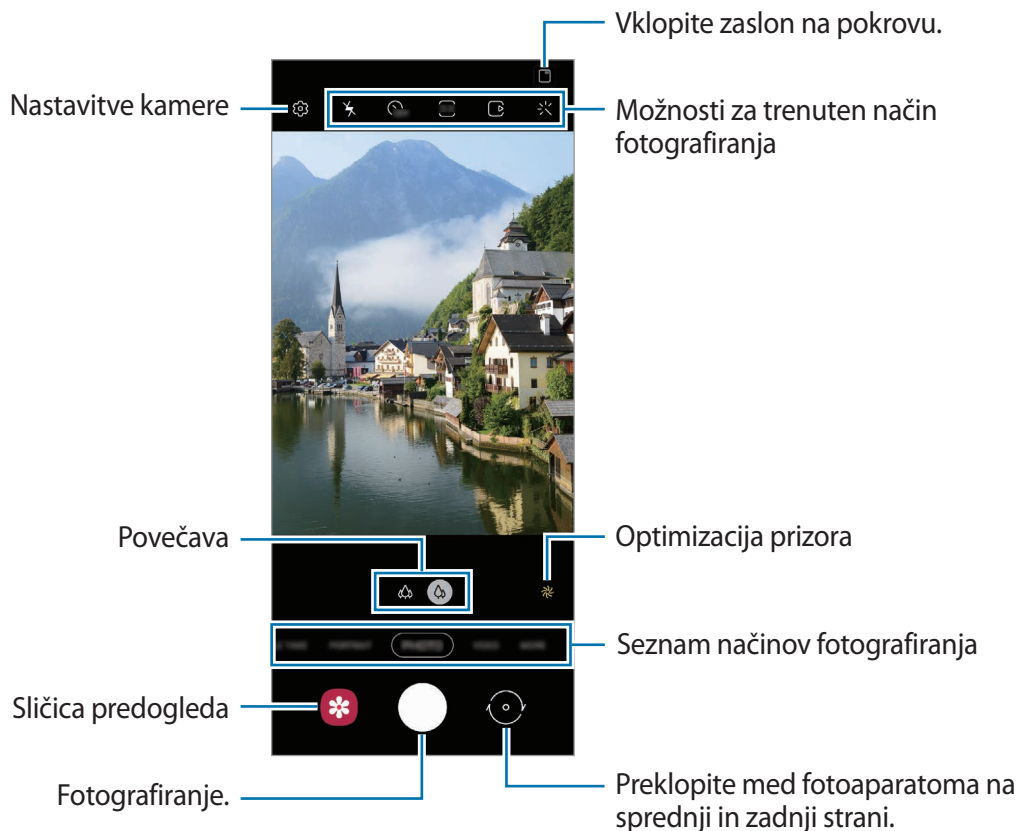 Vklopite zaslon na pokrovu.
Nastavitve kamere
Možnosti za trenuten način
fotografiranja
Povečava
Optimizacija prizora
Seznam načinov fotografiranja
Sličica predogleda
Fotografiranje.
Preklopite med fotoaparatoma na
sprednji in zadnji strani.